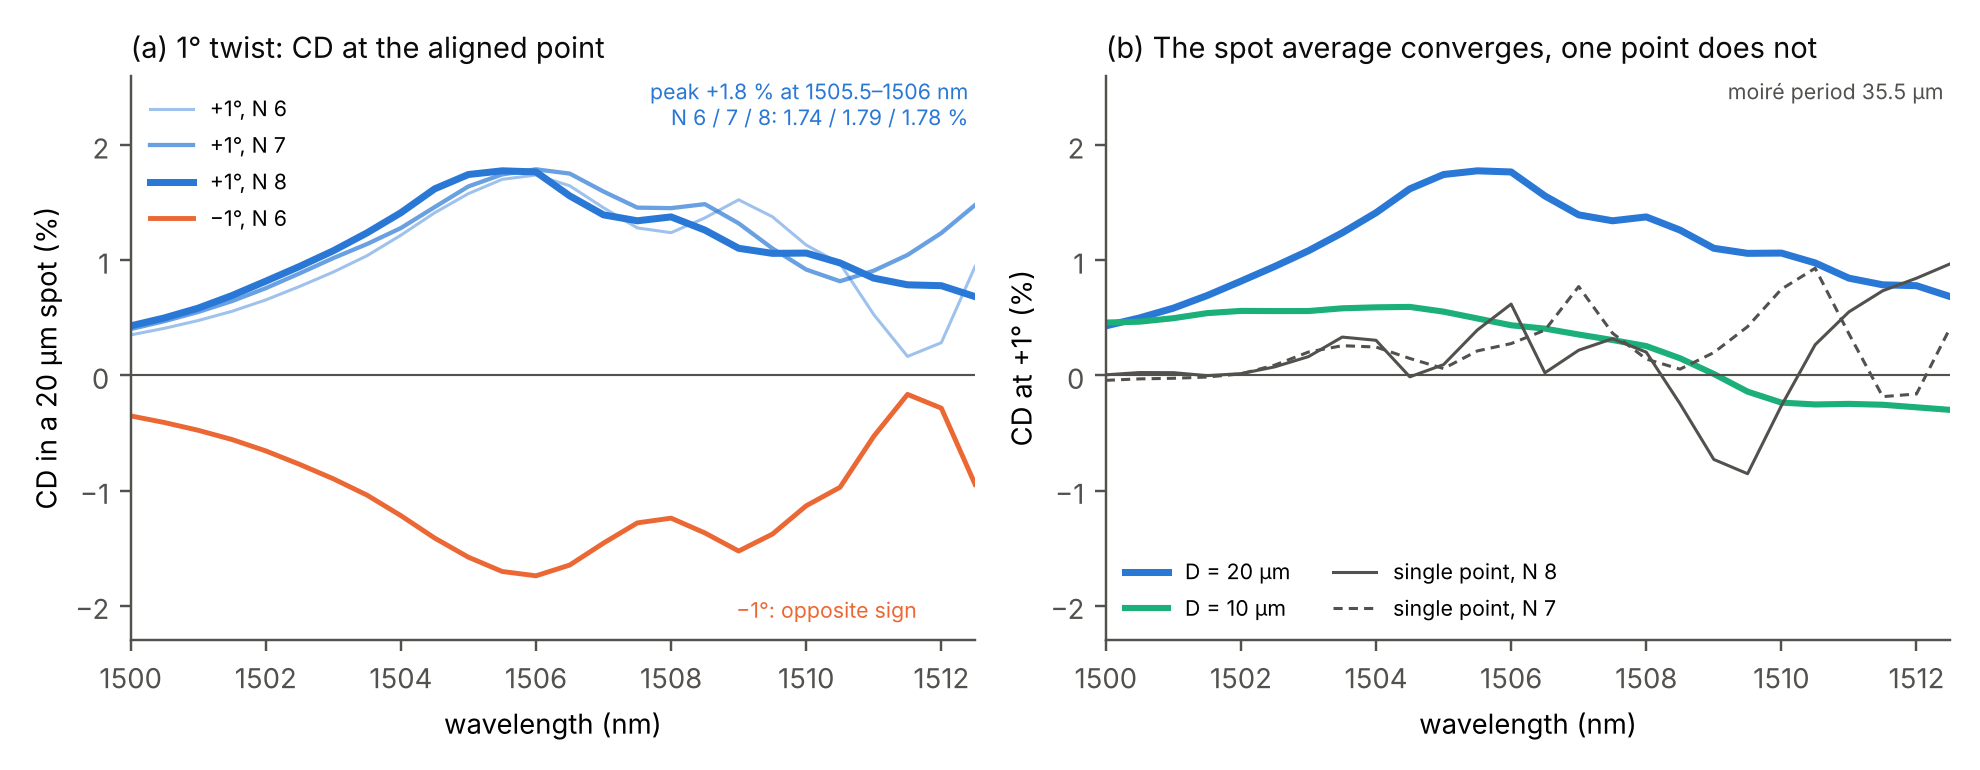 (a) 1° twist: CD at the aligned point
peak +1.8 % at 1505.5–1506 nm
N 6 / 7 / 8: 1.74 / 1.79 / 1.78 %
+1°, N 6
+1°, N 7
+1°, N 8
−1°, N 6
CD in a 20 µm spot (%)
2
1
0
−1
−2
−1°: opposite sign
1500 1502 1504 1506 1508 1510 1512
wavelength (nm)
(b) The spot average converges, one point does not
moiré period 35.5 µm
CD at +1° (%)
2
1
0
−1
−2
D = 20 µm
D = 10 µm
single point, N 8
single point, N 7
1500 1502 1504 1506 1508 1510 1512
wavelength (nm)